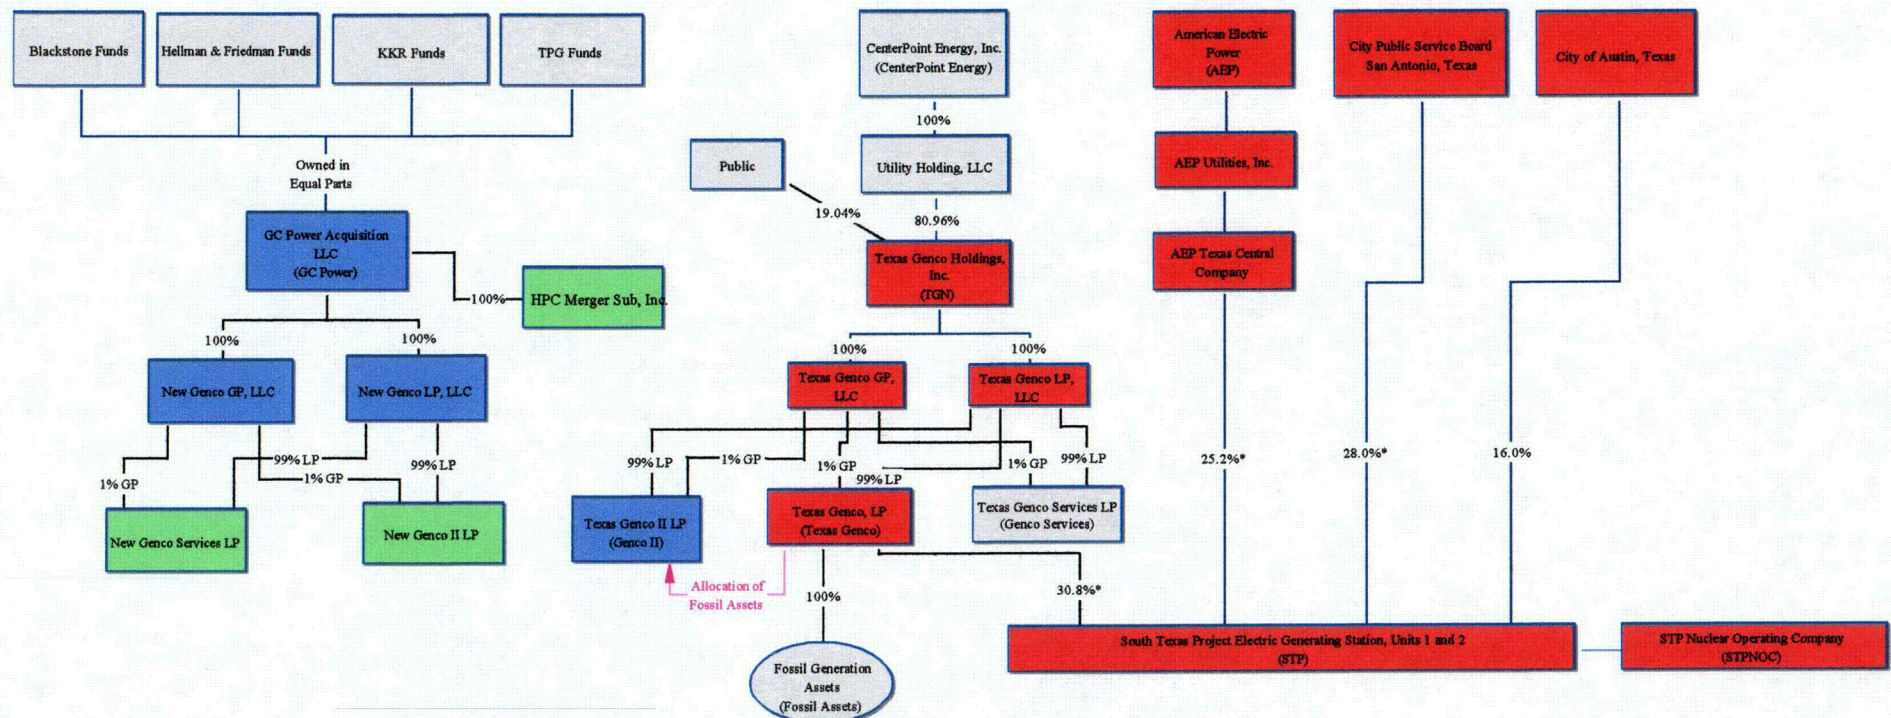 Blackstone Funds
Hellman & Friedman Funds
KKR Funds
TPG Funds
CenterPoint Energy, Inc.
(CenterPoint Energy)
American Electric
Power
(AEP)
City Public Service Board
San Antonio, Texas
City of Austin, Texas
100%
Owned in
Equal Parts
Public
Utility Holding, LLC
AEP Utilities, Inc.
19.04%
80.96%
GC Power Acquisition
LLC
(GC Power)
Texas Genco Holdings,
Inc.
(TGN)
AEP Texas Central
Company
100%
HPC Merger Sub, Inc.
100%
100%
100%
100%
New Genco GP, LLC
New Genco LP, LLC
Texas Genco GP,
LLC
Texas Genco LP,
LLC
1% GP
99% LP
1% GP
99% LP
99% LP
1% GP
1% GP
99% LP
1% GP
99% LP
25.2%*
28.0%*
16.0%
New Genco Services LP
New Genco II LP
Texas Genco II LP
(Genco II)
Texas Genco, LP
(Texas Genco)
Texas Genco Services LP
(Genco Services)
Allocation of
Fossil Assets
100%
30.8%*
Fossil Generation
Assets
(Fossil Assets)
South Texas Project Electric Generating Station, Units 1 and 2
(STP)
STP Nuclear Operating Company
(STPNOC)